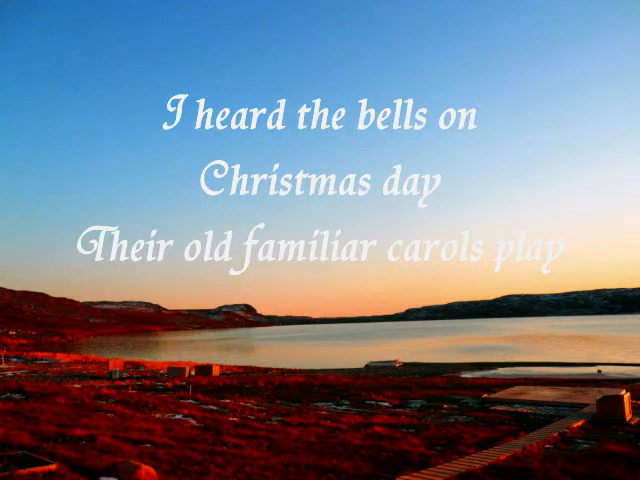 I heard the bells on
Christmas day
Their old familiar carols play